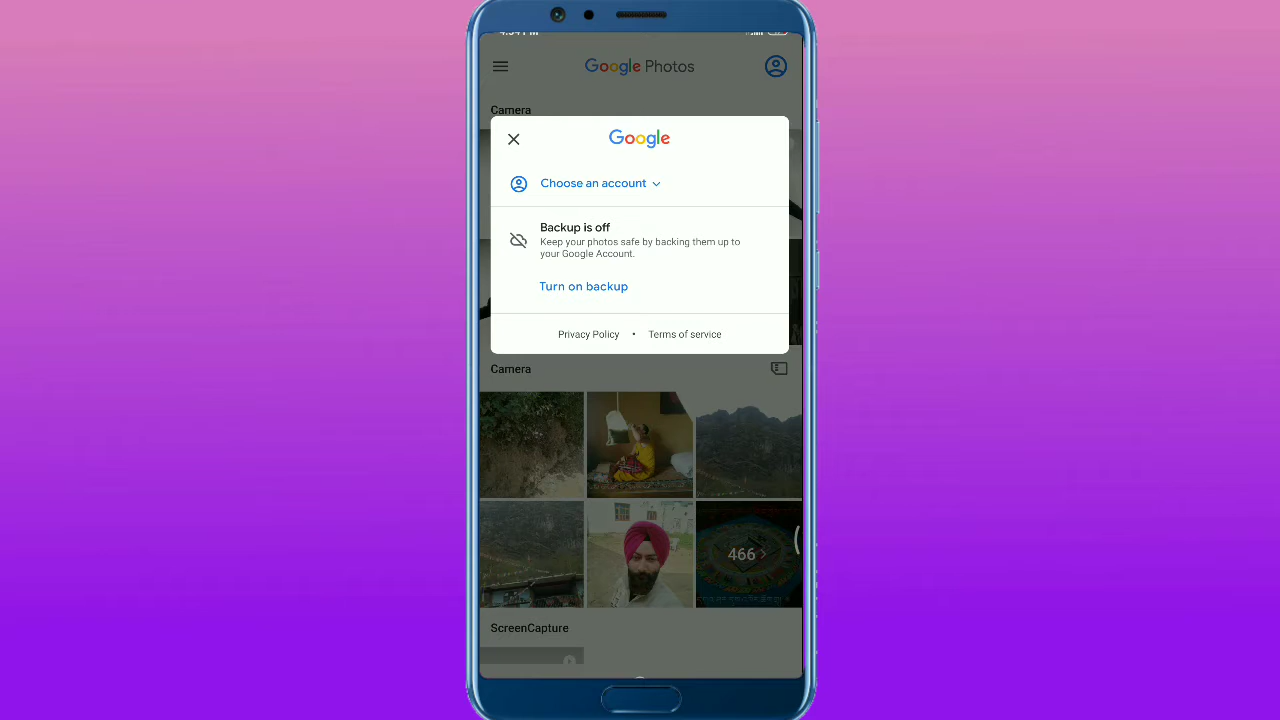 Google Photos
Camera
Google
Choose an account
Backup is off
Keep your photos safe by backing them up to
your Google Account.
Turn on backup
Privacy Policy • Terms of service
Camera
466
ScreenCapture